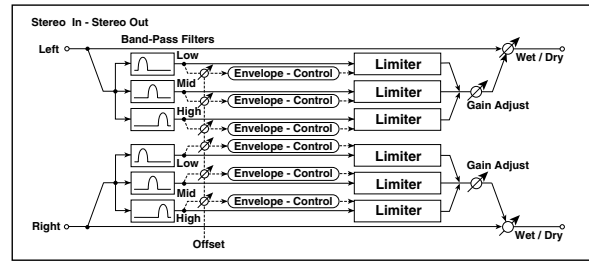 Stereo In - Stereo Out
Band-Pass Filters
Left
Wet / Dry
Low
Envelope - Control
Limiter
Mid
Envelope - Control
Limiter
Gain Adjust
High
Envelope - Control
Limiter
Envelope - Control
Limiter
Gain Adjust
Low
Envelope - Control
Limiter
Mid
Envelope - Control
Limiter
High
Right
Wet / Dry
Offset